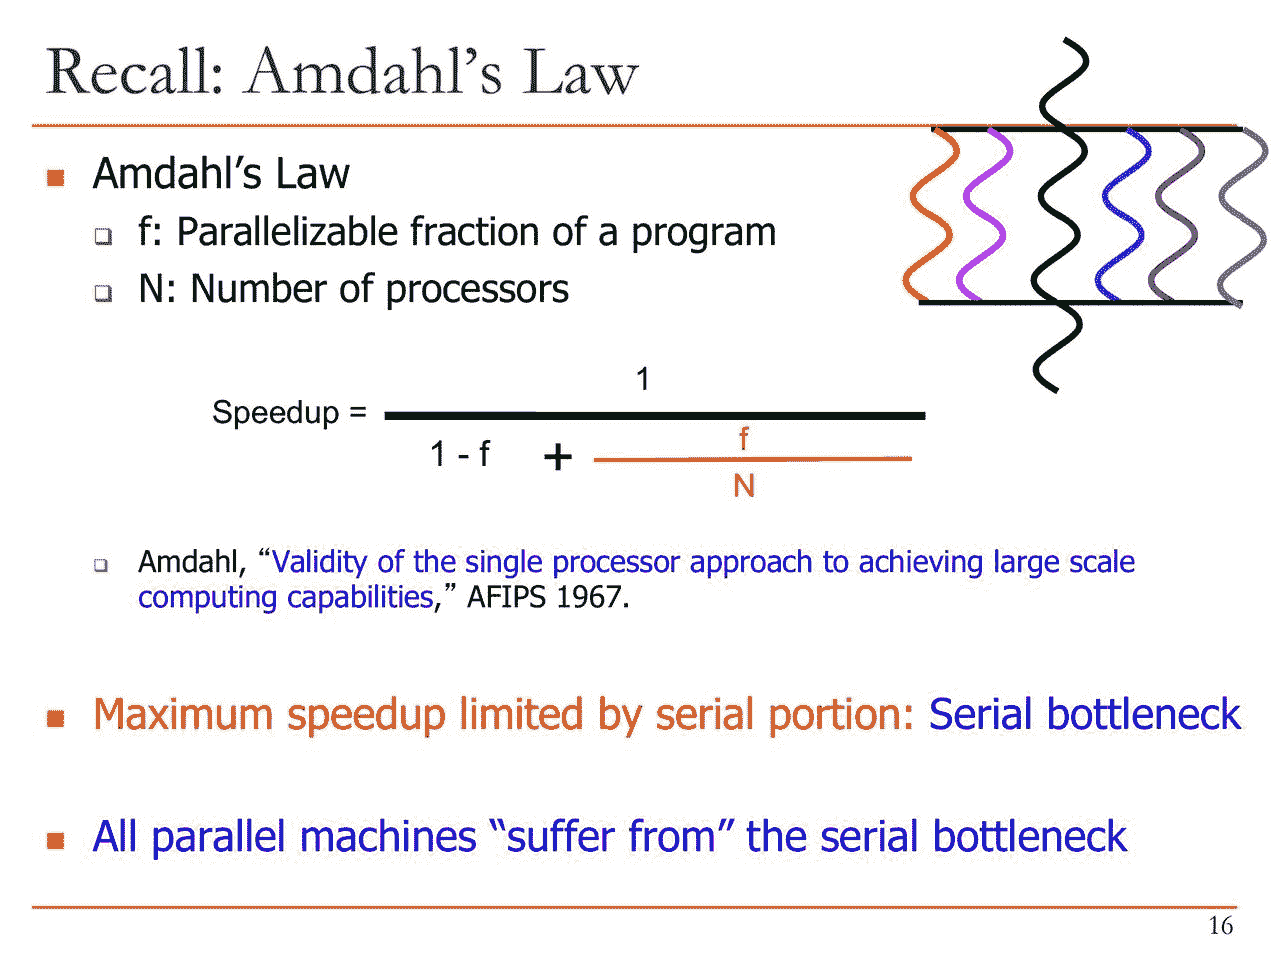 Recall: Amdahl’s Law
Amdahl’s Law
f: Parallelizable fraction of a program
N: Number of processors
1
Speedup =
1 - f + f
N
Amdahl, “Validity of the single processor approach to achieving large scale
computing capabilities,” AFIPS 1967.
Maximum speedup limited by serial portion: Serial bottleneck
All parallel machines “suffer from” the serial bottleneck
16